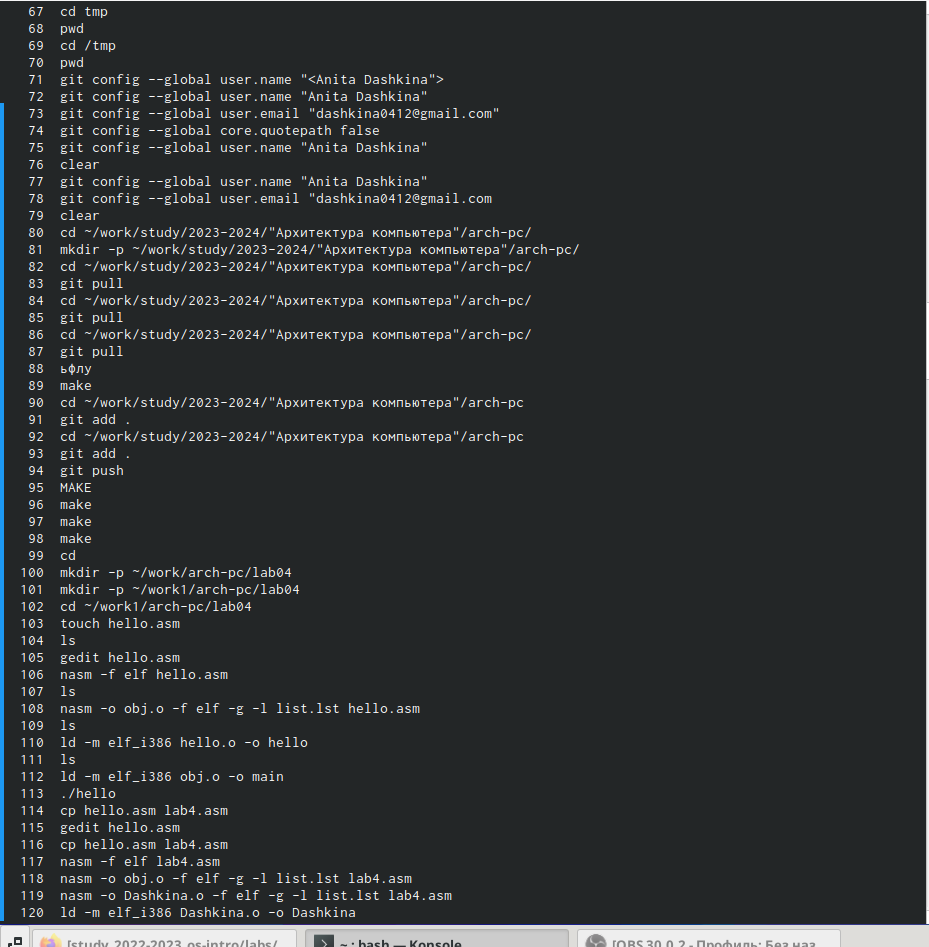 67 cd tmp
68 pwd
69 cd /tmp
70 pwd
71 git config --global user.name "<Anita Dashkina">
72 git config --global user.name "Anita Dashkina"
73 git config --global user.email "dashkina0412@gmail.com"
74 git config --global core.quotepath false
75 git config --global user.name "Anita Dashkina"
76 clear
77 git config --global user.name "Anita Dashkina"
78 git config --global user.email "dashkina0412@gmail.com
79 clear
80 cd ~/work/study/2023-2024/"Архитектура компьютера"/arch-pc/
81 mkdir -p ~/work/study/2023-2024/"Архитектура компьютера"/arch-pc/
82 cd ~/work/study/2023-2024/"Архитектура компьютера"/arch-pc/
83 git pull
84 cd ~/work/study/2023-2024/"Архитектура компьютера"/arch-pc/
85 git pull
86 cd ~/work/study/2023-2024/"Архитектура компьютера"/arch-pc/
87 git pull
88 ьфлу
89 make
90 cd ~/work/study/2023-2024/"Архитектура компьютера"/arch-pc
91 git add .
92 cd ~/work/study/2023-2024/"Архитектура компьютера"/arch-pc
93 git add .
94 git push
95 MAKE
96 make
97 make
98 make
99 cd
100 mkdir -p ~/work/arch-pc/lab04
101 mkdir -p ~/work1/arch-pc/lab04
102 cd ~/work1/arch-pc/lab04
103 touch hello.asm
104 ls
105 gedit hello.asm
106 nasm -f elf hello.asm
107 ls
108 nasm -o obj.o -f elf -g -l list.lst hello.asm
109 ls
110 ld -m elf_i386 hello.o -o hello
111 ls
112 ld -m elf_i386 obj.o -o main
113 ./hello
114 cp hello.asm lab4.asm
115 gedit hello.asm
116 cp hello.asm lab4.asm
117 nasm -f elf lab4.asm
118 nasm -o obj.o -f elf -g -l list.lst lab4.asm
119 nasm -o Dashkina.o -f elf -g -l list.lst lab4.asm
120 ld -m elf_i386 Dashkina.o -o Dashkina
[study_2022-2023_os-intro/labs/ ~ : bash — Konsole [OBS 30.0.2 - Профиль: Без наз